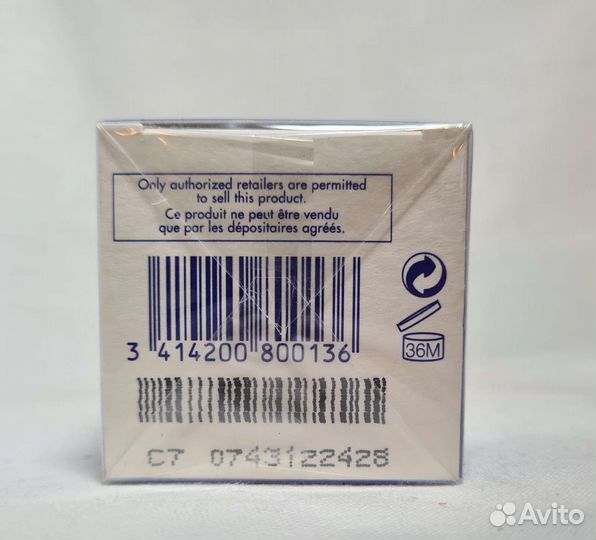 Only authorized retailers are permitted
to sell this product.
Ce produit ne peut être vendu
que par les dépositaires agréés.
3 414200 800136
36M
C7 0743122428
Avito